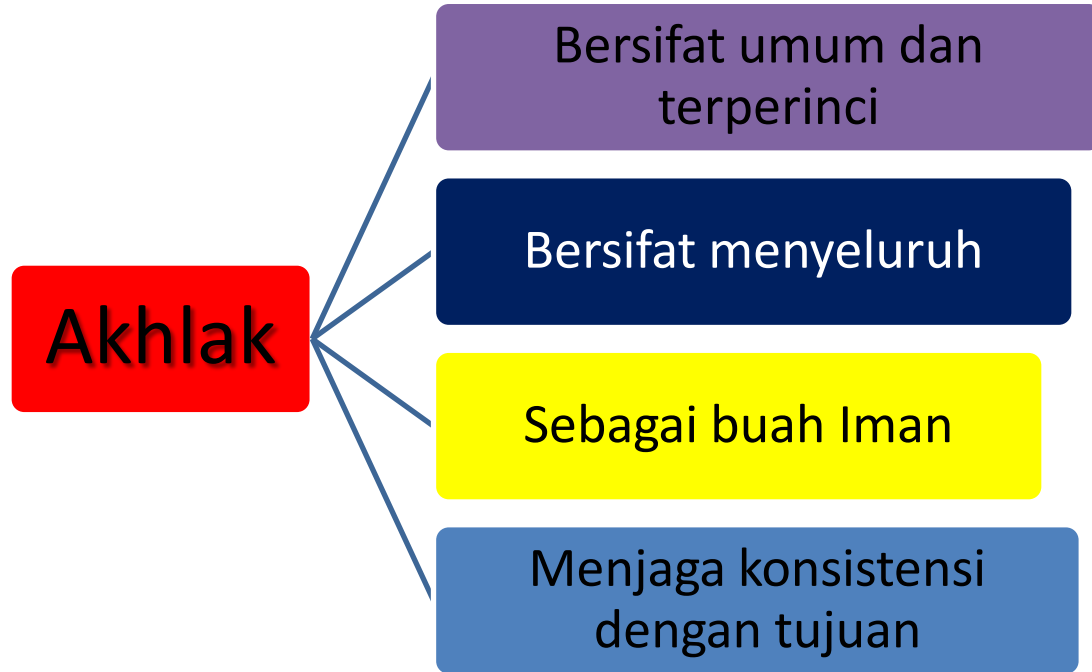 Akhlak
Bersifat umum dan
terperinci
Bersifat menyeluruh
Sebagai buah Iman
Menjaga konsistensi
dengan tujuan